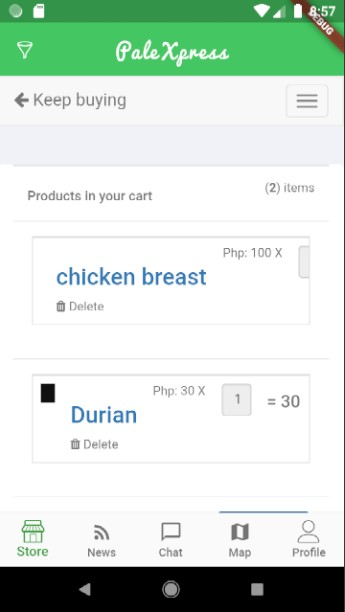 8:57
DEBUG
PaleXpress
Keep buying
Products in your cart
(2) items
Php: 100 X
chicken breast
Delete
Php: 30 X
1
= 30
Durian
Delete
Store
News
Chat
Map
Profile